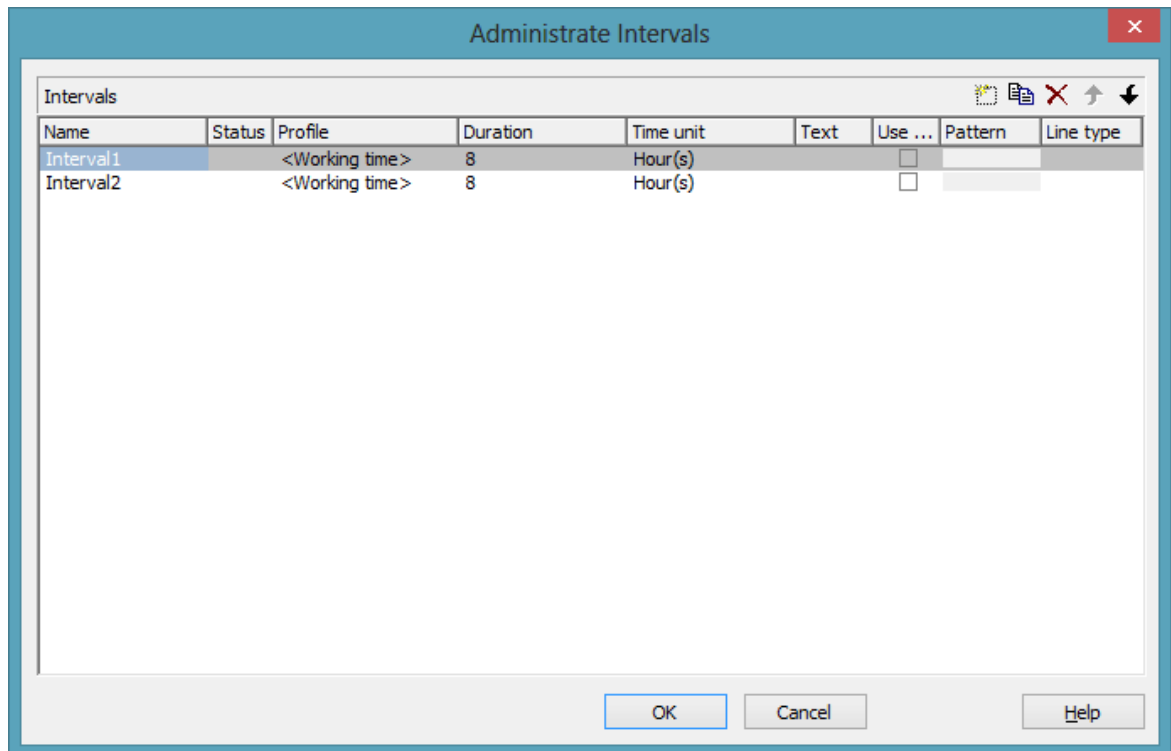 Administrate Intervals
Intervals
Name Status Profile Duration Time unit Text Use ... Pattern Line type
Interval1 <Working time> 8 Hour(s)
Interval2 <Working time> 8 Hour(s)
OK Cancel Help